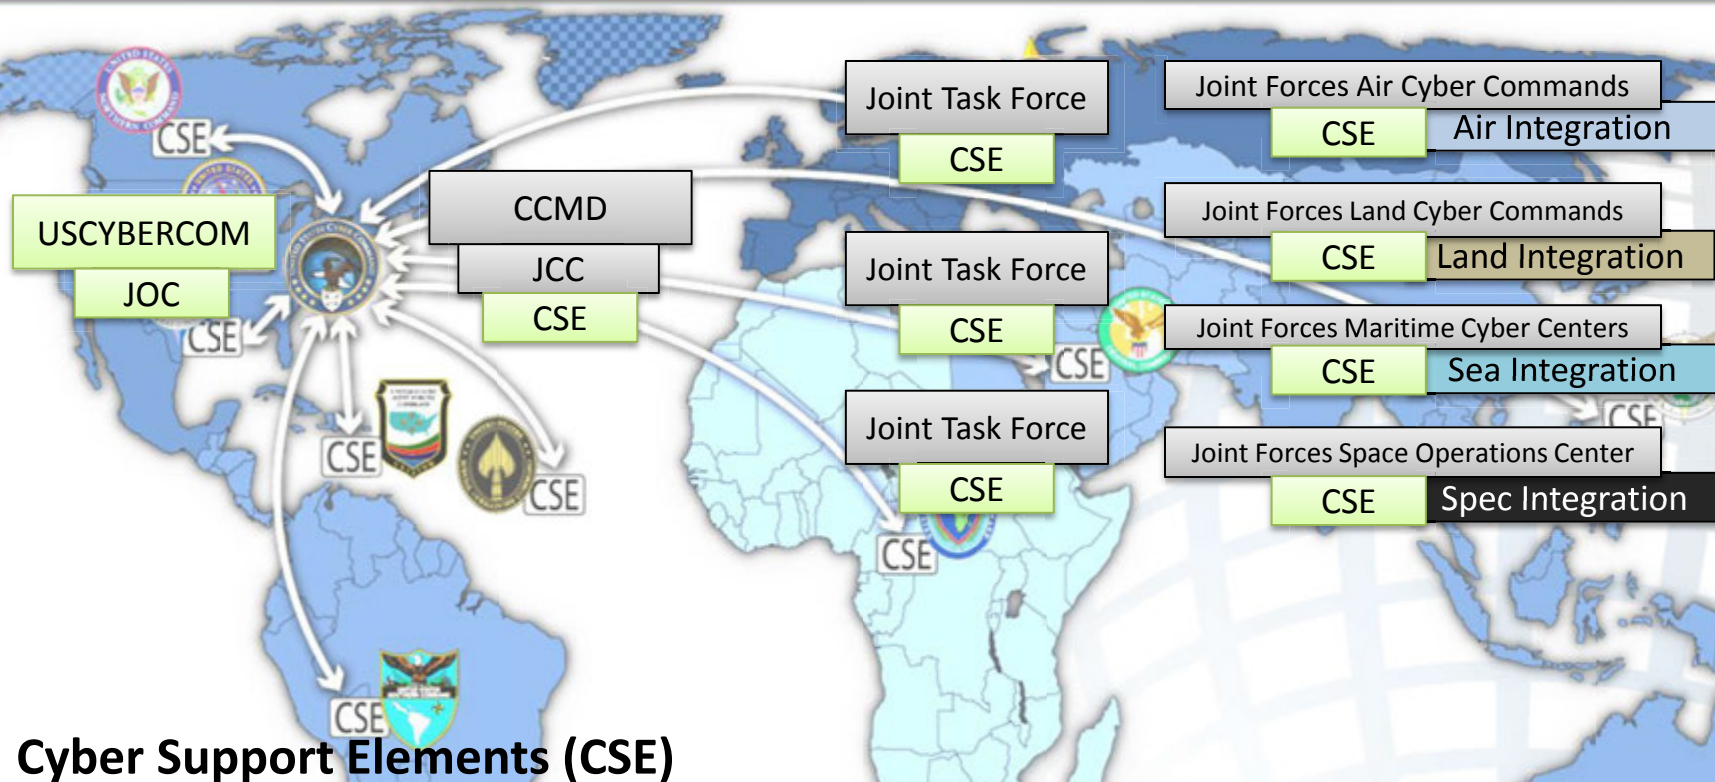 CSE
USCYBERCOM
JOC
CSE
CCMD
JCC
CSE
CSE
CSE
CSE
Joint Task Force
CSE
Joint Task Force
CSE
CSE
Joint Task Force
CSE
CSE
Joint Forces Air Cyber Commands
CSE
Air Integration
Joint Forces Land Cyber Commands
CSE
Land Integration
Joint Forces Maritime Cyber Centers
CSE
Sea Integration
CSE
Joint Forces Space Operations Center
CSE
Spec Integration
Cyber Support Elements (CSE)